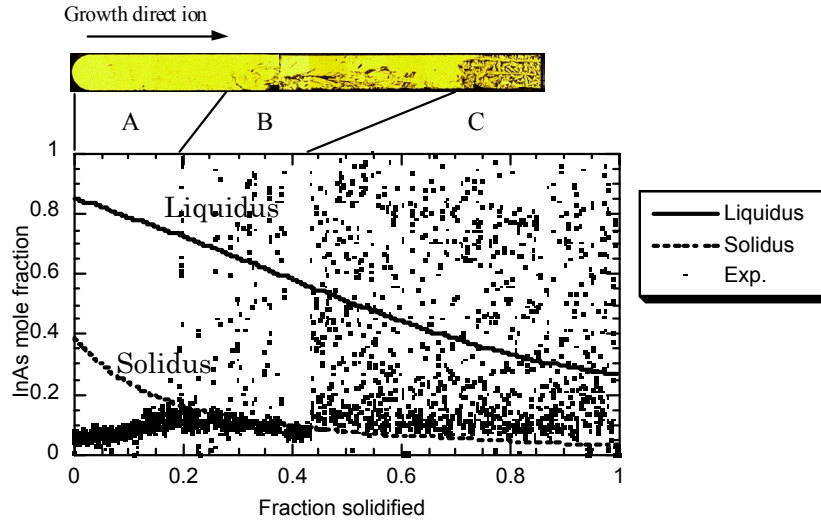 Growth direct ion
A B C
1
0.8
0.6
0.4
0.2
0
InAs mole fraction
Liquidus
Solidus
0 0.2 0.4 0.6 0.8 1
Fraction solidified
Liquidus
Solidus
Exp.